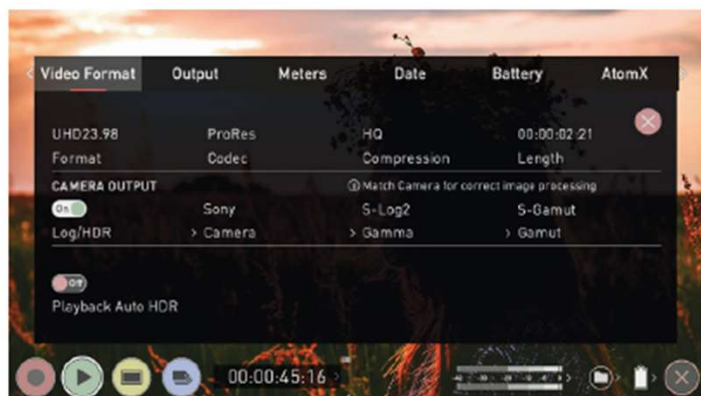 Video Format Output Meters Date Battery AtomX
UHD23.98 ProRes HQ 00:00:02:21
Format Codec Compression Length
CAMERA OUTPUT ⓘ Match Camera for correct image processing
On Sony S-Log2 S-Gamut
Log/HDR > Camera > Gamma > Gamut
Off
Playback Auto HDR
00:00:45:16